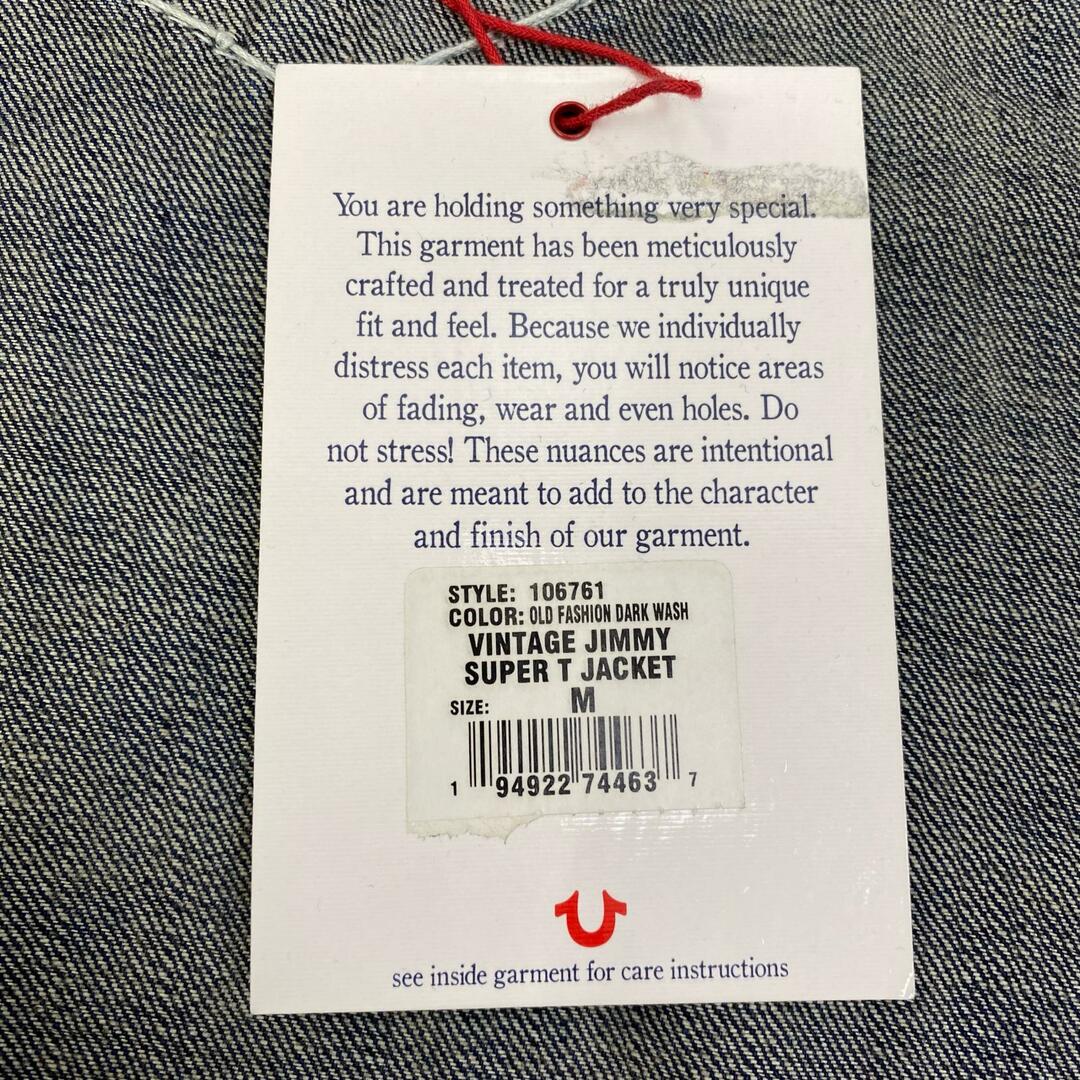 You are holding something very special.
This garment has been meticulously
crafted and treated for a truly unique
fit and feel. Because we individually
distress each item, you will notice areas
of fading, wear and even holes. Do
not stress! These nuances are intentional
and are meant to add to the character
and finish of our garment.
STYLE: 106761
COLOR: OLD FASHION DARK WASH
VINTAGE JIMMY
SUPER T JACKET
SIZE: M
1 94922 74463 7
see inside garment for care instructions